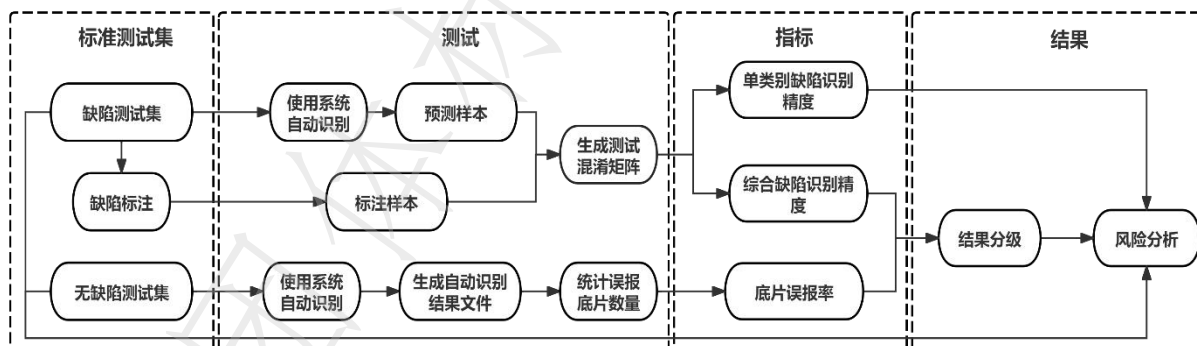 标准测试集
测试
指标
结果
缺陷测试集
使用系统
自动识别
预测样本
单类别缺陷识别
精度
生成测试
混淆矩阵
缺陷标注
标注样本
综合缺陷识别精
度
结果分级
风险分析
无缺陷测试集
使用系统
自动识别
生成自动识别
结果文件
统计误报
底片数量
底片误报率